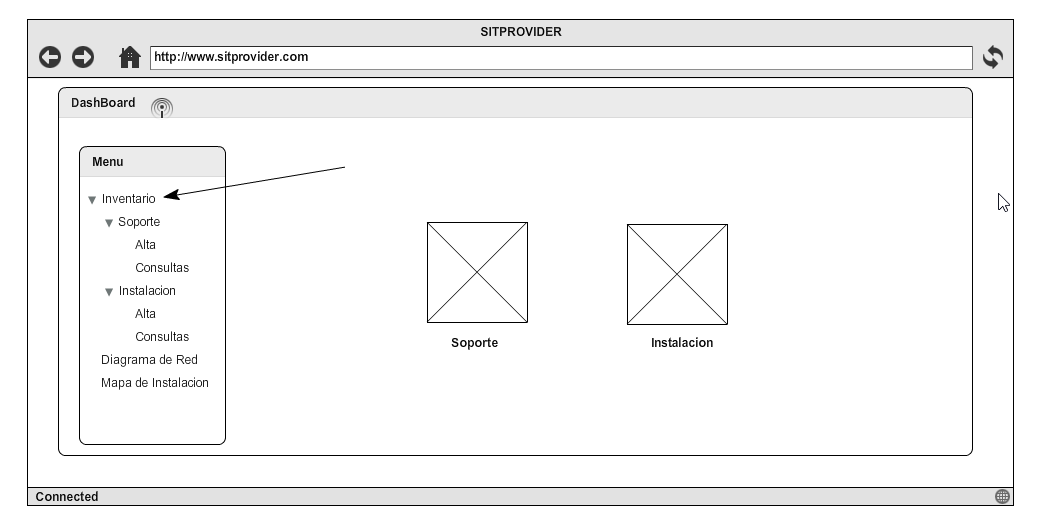 SITPROVIDER
http://www.sitprovider.com
DashBoard
Menu
Inventario
Soporte
Alta
Consultas
Instalacion
Alta
Consultas
Diagrama de Red
Mapa de Instalacion
Soporte
Instalacion
Connected